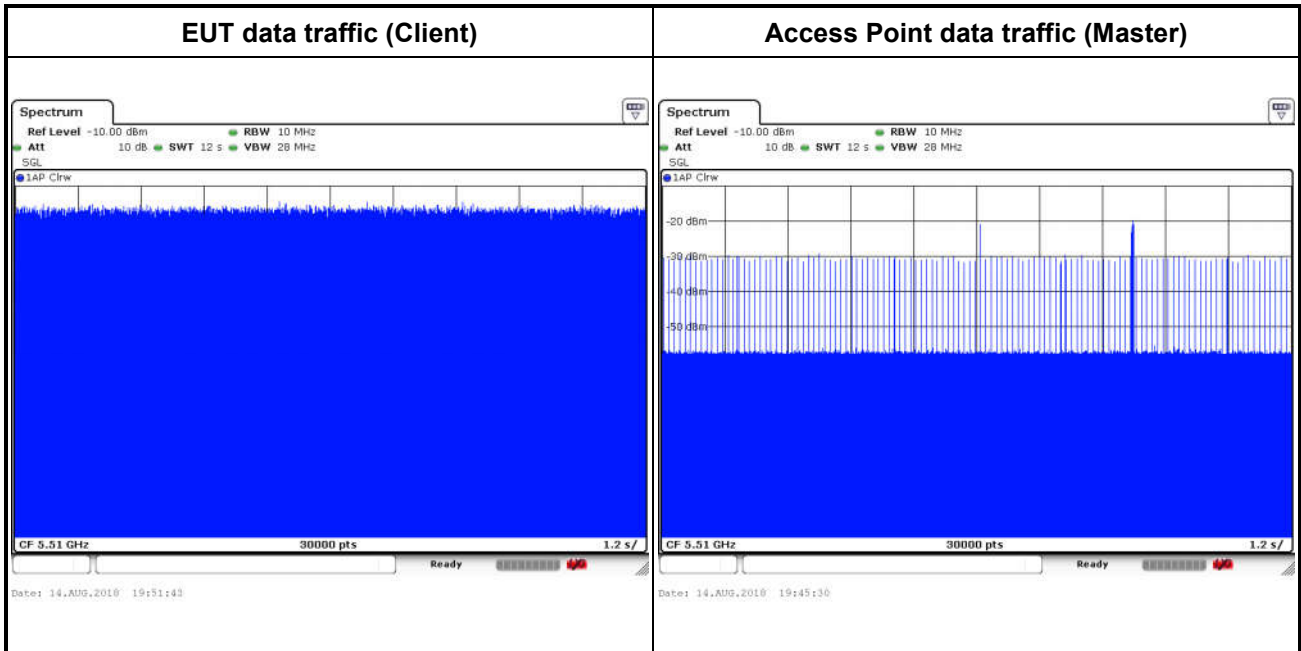 EUT data traffic (Client)
Access Point data traffic (Master)
Spectrum
Ref Level -10.00 dBm RBW 10 MHz
Att 10 dB SWT 12 s VBW 28 MHz
SGL
1AP Clrw
CF 5.51 GHz 30000 pts 1.2 s/
Ready
Date: 14.AUG.2018 19:51:43
Spectrum
Ref Level -10.00 dBm RBW 10 MHz
Att 10 dB SWT 12 s VBW 28 MHz
SGL
1AP Clrw
-20 dBm
-30 dBm
-40 dBm
-50 dBm
CF 5.51 GHz 30000 pts 1.2 s/
Ready
Date: 14.AUG.2018 19:45:30